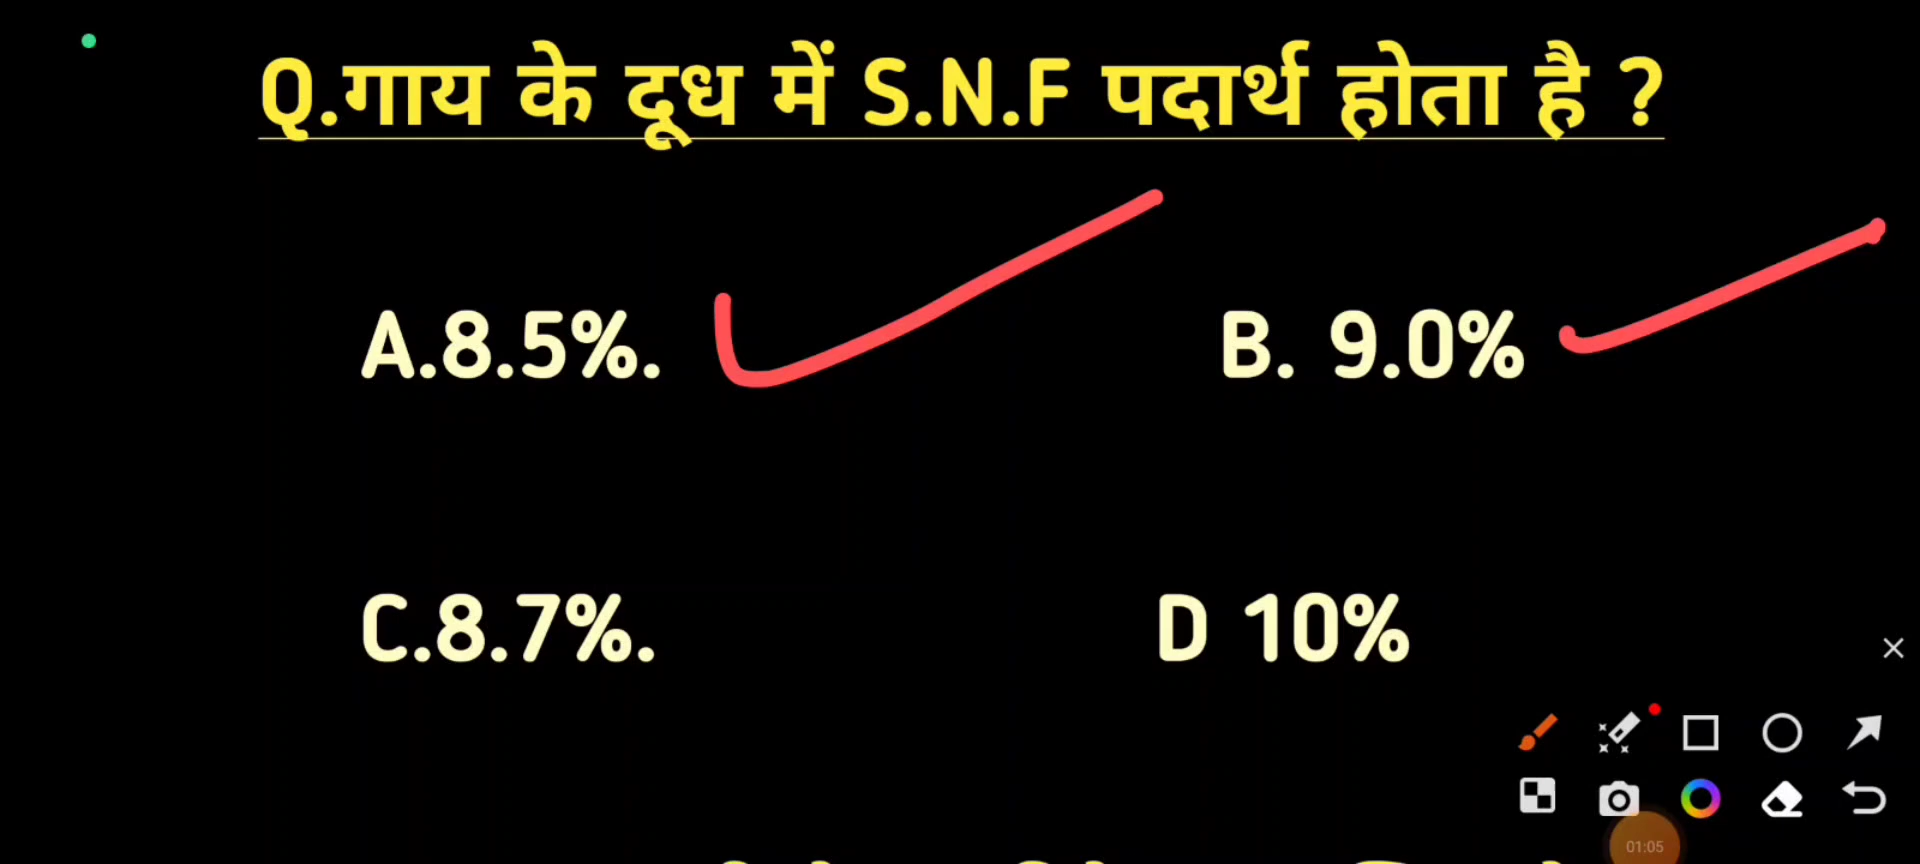 Q.गाय के दूध में S.N.F पदार्थ होता है ?
A.8.5%.
B. 9.0%
C.8.7%.
D 10%
01:05